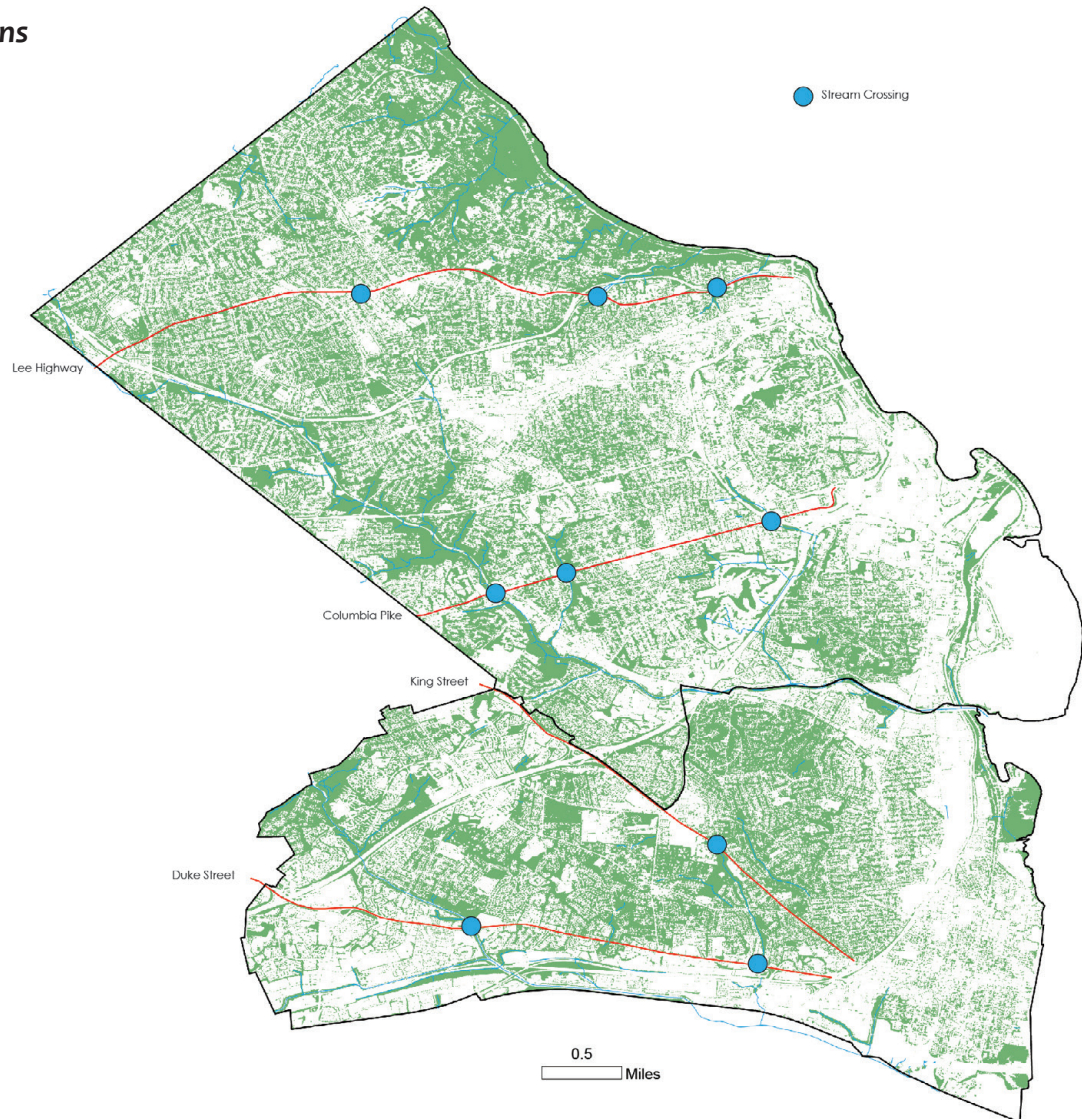 ns
Stream Crossing
Lee Highway
Columbia Pike
King Street
Duke Street
0.5
Miles